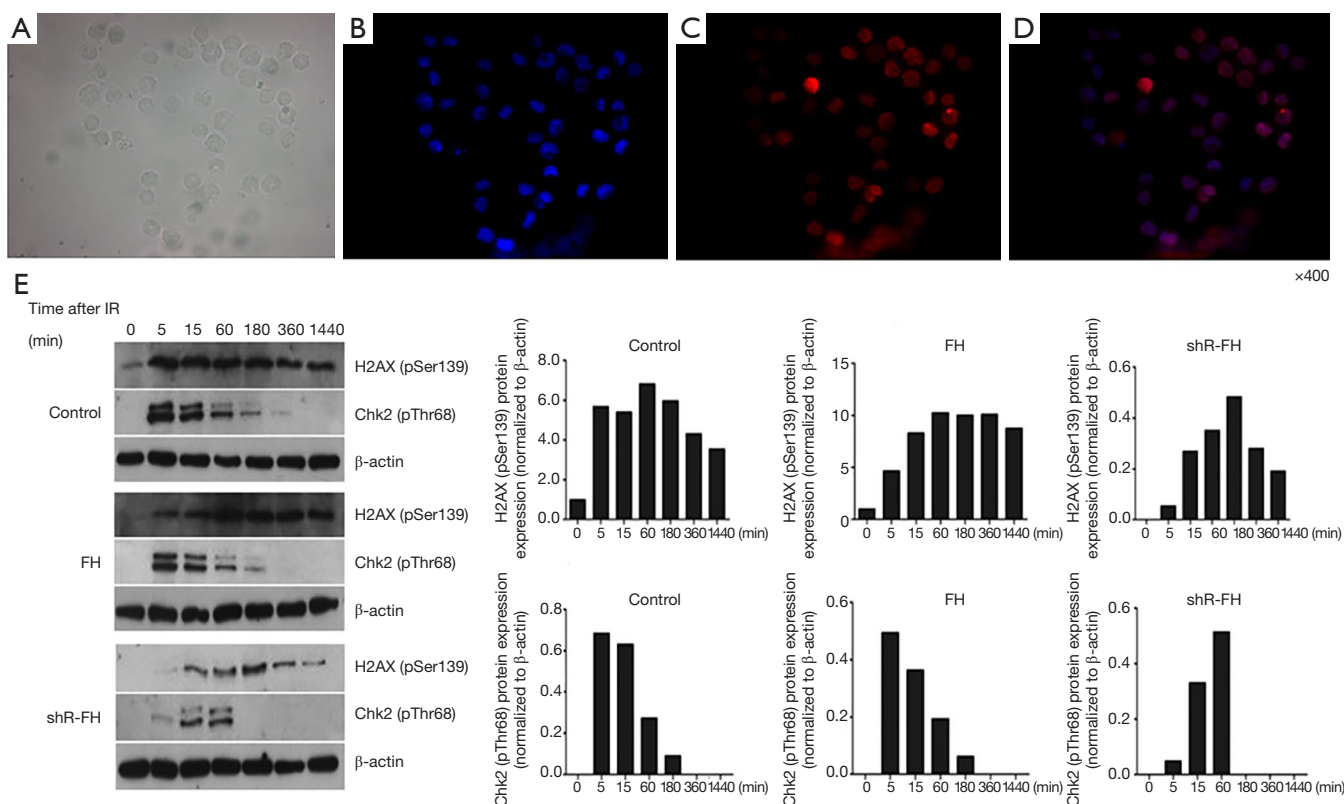 A
B
C
D
×400
E
Time after IR
(min)
0 5 15 60 180 360 1440
H2AX (pSer139)
Control
Chk2 (pThr68)
β-actin
H2AX (pSer139)
FH
Chk2 (pThr68)
β-actin
H2AX (pSer139)
shR-FH
Chk2 (pThr68)
β-actin
Control
H2AX (pSer139) protein
expression (normalized to β-actin)
8.0
6.0
4.0
2.0
0.0
0 5 15 60 180 360 1440 (min)
FH
H2AX (pSer139) protein
expression (normalized to β-actin)
15
10
5
0
0 5 15 60 180 360 1440 (min)
shR-FH
H2AX (pSer139) protein
expression (normalized to β-actin)
0.6
0.4
0.2
0.0
0 5 15 60 180 360 1440 (min)
Control
Chk2 (pThr68) protein expression
(normalized to β-actin)
0.8
0.6
0.4
0.2
0.0
0 5 15 60 180 360 1440 (min)
FH
Chk2 (pThr68) protein expression
(normalized to β-actin)
0.6
0.4
0.2
0.0
0 5 15 60 180 360 1440 (min)
shR-FH
Chk2 (pThr68) protein expression
(normalized to β-actin)
0.6
0.4
0.2
0.0
0 5 15 60 180 360 1440 (min)